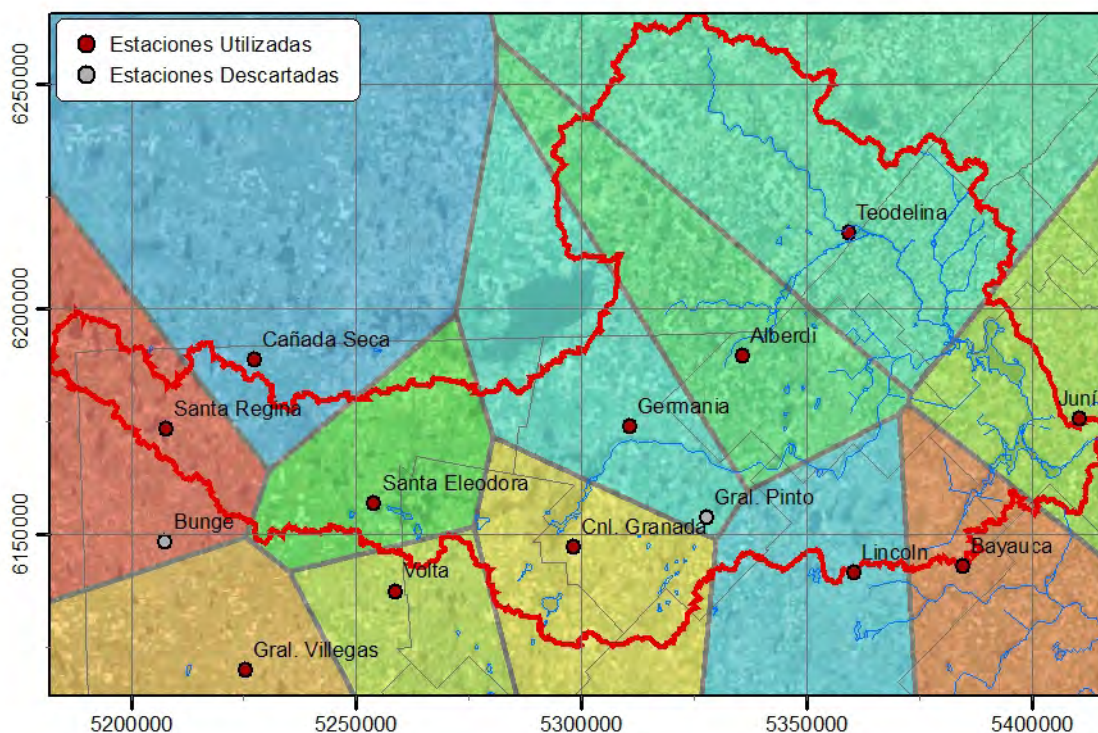 Estaciones Utilizadas
Estaciones Descartadas
6250000
6200000
6150000
Teodelina
Cañada Seca
Alberdi
Santa Regina
Germania
Juní
Santa Eleodora
Gral. Pinto
Bunge
Cnl. Granada
Lincoln
Bayauca
Volta
Gral. Villegas
5200000
5250000
5300000
5350000
5400000